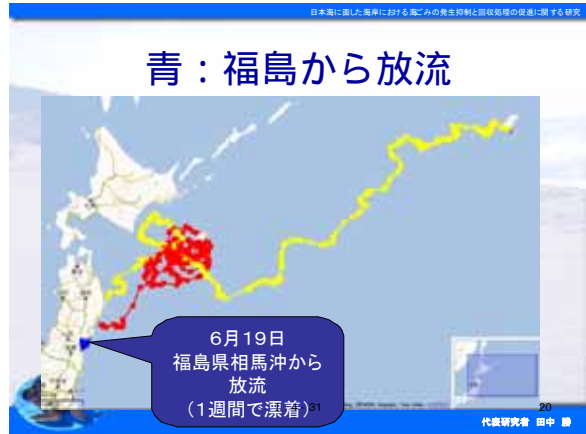 日本海に面した海岸における海ごみの発生抑制と回収処理の促進に関する研究
青：福島から放流
6月19日
福島県相馬沖から
放流
（1週間で漂着）
31
20
代表研究者 田中 勝